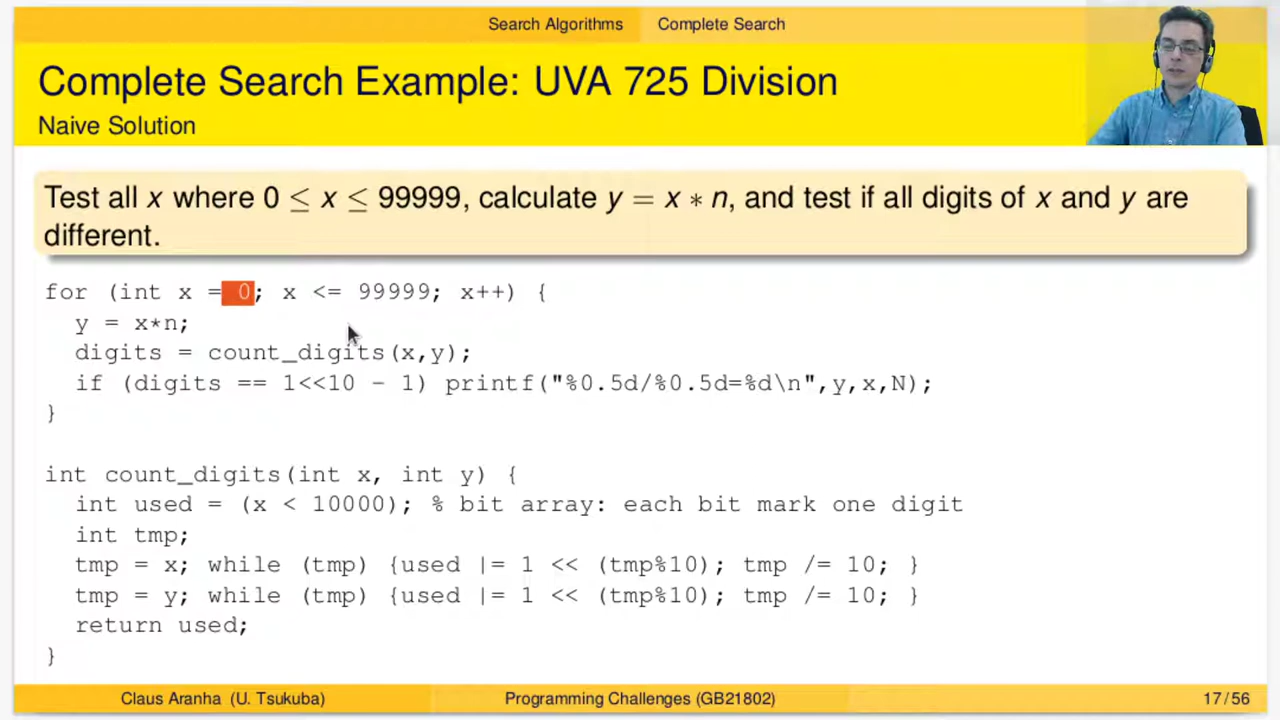 Search Algorithms Complete Search
Complete Search Example: UVA 725 Division
Naive Solution
Test all x where 0 ≤ x ≤ 99999, calculate y = x ∗ n, and test if all digits of x and y are
different.
for (int x = 0; x <= 99999; x++) {
y = x*n;
digits = count_digits(x,y);
if (digits == 1<<10 - 1) printf("%0.5d/%0.5d=%d\n",y,x,N);
}
int count_digits(int x, int y) {
int used = (x < 10000); % bit array: each bit mark one digit
int tmp;
tmp = x; while (tmp) {used |= 1 << (tmp%10); tmp /= 10; }
tmp = y; while (tmp) {used |= 1 << (tmp%10); tmp /= 10; }
return used;
}
Claus Aranha (U. Tsukuba) Programming Challenges (GB21802) 17 / 56